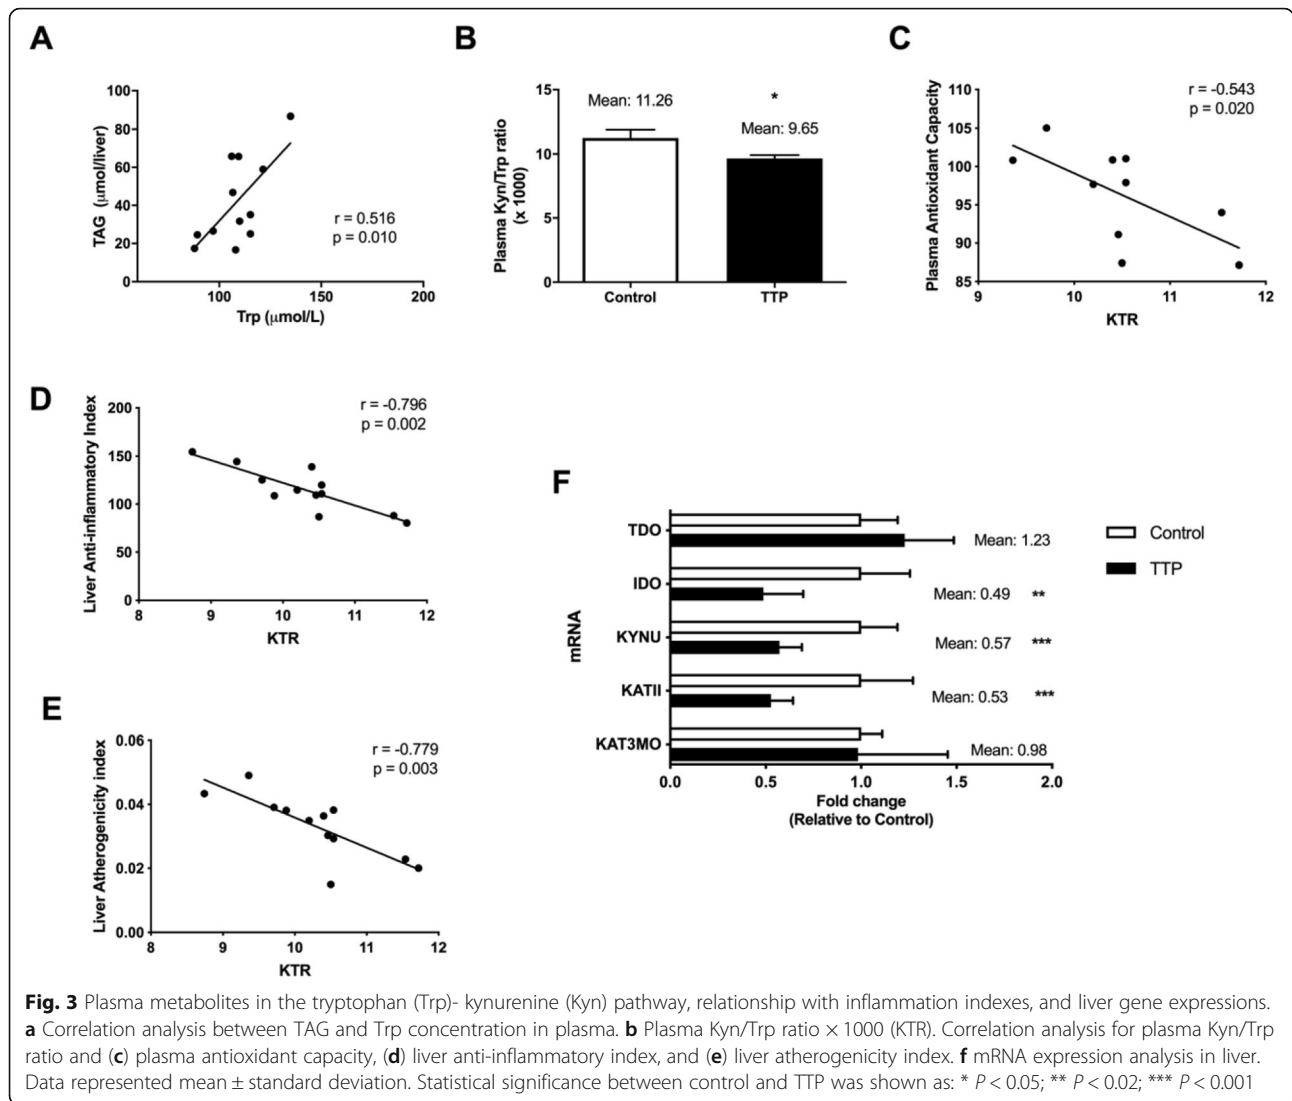 A
TAG (μmol/liver)
100
80
60
40
20
0
r = 0.516
p = 0.010
100
150
200
Trp (μmol/L)
B
Plasma Kyn/Trp ratio
(x 1000)
15
10
5
0
Mean: 11.26
*
Mean: 9.65
Control
TTP
C
Plasma Antioxidant Capacity
110
105
100
95
90
85
r = -0.543
p = 0.020
9
10
11
12
KTR
D
Liver Anti-inflammatory Index
200
150
100
50
0
r = -0.796
p = 0.002
8
9
10
11
12
KTR
E
Liver Atherogenicity index
0.06
0.04
0.02
0.00
r = -0.779
p = 0.003
8
9
10
11
12
KTR
F
mRNA
TDO
Mean: 1.23
IDO
Mean: 0.49 **
KYNU
Mean: 0.57 ***
KATII
Mean: 0.53 ***
KAT3MO
Mean: 0.98
0.0
0.5
1.0
1.5
2.0
Fold change
(Relative to Control)
Control
TTP
Fig. 3 Plasma metabolites in the tryptophan (Trp)- kynurenine (Kyn) pathway, relationship with inflammation indexes, and liver gene expressions.
a Correlation analysis between TAG and Trp concentration in plasma. b Plasma Kyn/Trp ratio × 1000 (KTR). Correlation analysis for plasma Kyn/Trp
ratio and (c) plasma antioxidant capacity, (d) liver anti-inflammatory index, and (e) liver atherogenicity index. f mRNA expression analysis in liver.
Data represented mean ± standard deviation. Statistical significance between control and TTP was shown as: * P < 0.05; ** P < 0.02; *** P < 0.001